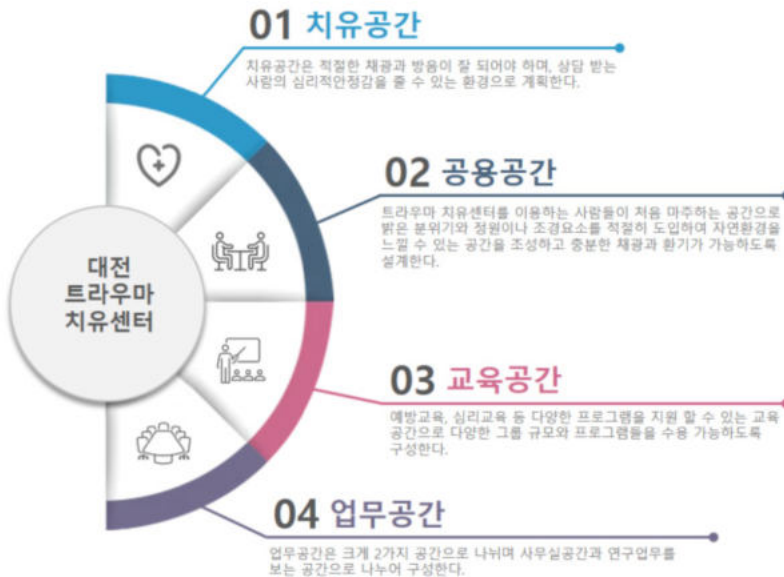 01 치유공간
치유공간은 적절한 채광과 방음이 잘 되어야 하며, 상담 받는
사람의 심리적안정감을 줄 수 있는 환경으로 계획한다.
02 공용공간
트라우마 치유센터를 이용하는 사람들이 처음 마주하는 공간으로
밝은 분위기와 정원이나 조경요소를 적절히 도입하여 자연환경을
느낄 수 있는 공간을 조성하고 충분한 채광과 환기가 가능하도록
설계한다.
대전
트라우마
치유센터
03 교육공간
예방교육, 심리교육 등 다양한 프로그램을 지원 할 수 있는 교육
공간으로 다양한 그룹 규모와 프로그램들을 수용 가능하도록
구성한다.
04 업무공간
업무공간은 크게 2가지 공간으로 나뉘며 사무실공간과 연구업무를
보는 공간으로 나누어 구성한다.